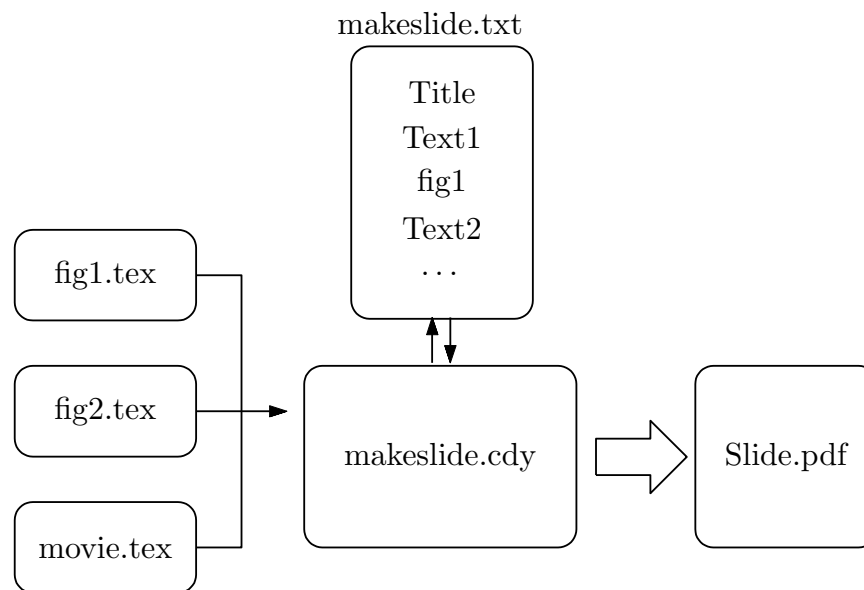 makeslide.txt
Title
Text1
fig1
Text2
...
fig1.tex
fig2.tex
movie.tex
makeslide.cdy
Slide.pdf